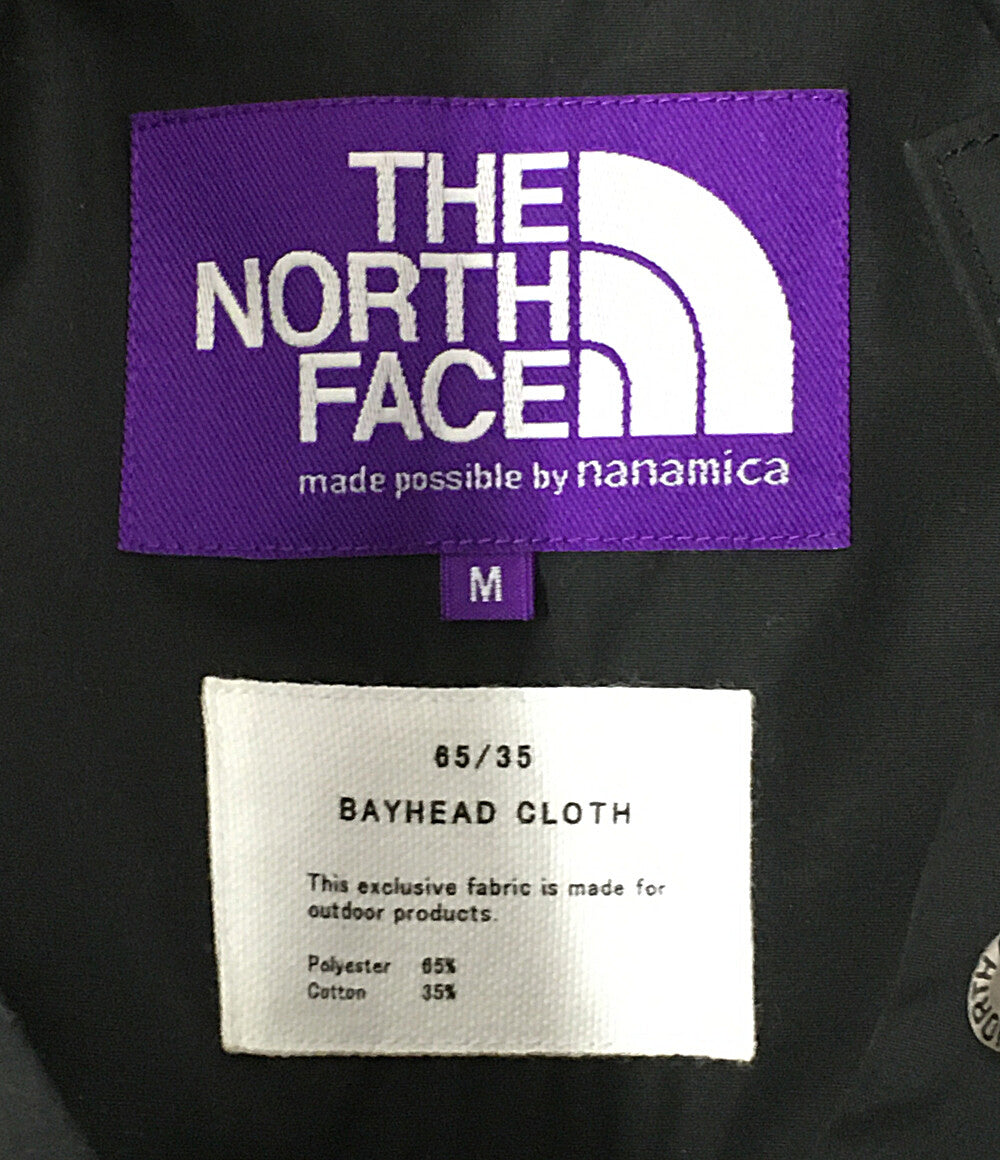 THE
NORTH
FACE
made possible by nanamica
M
65/35
BAYHEAD CLOTH
This exclusive fabric is made for
outdoor products.
Polyester 65%
Cotton 35%
NORTH